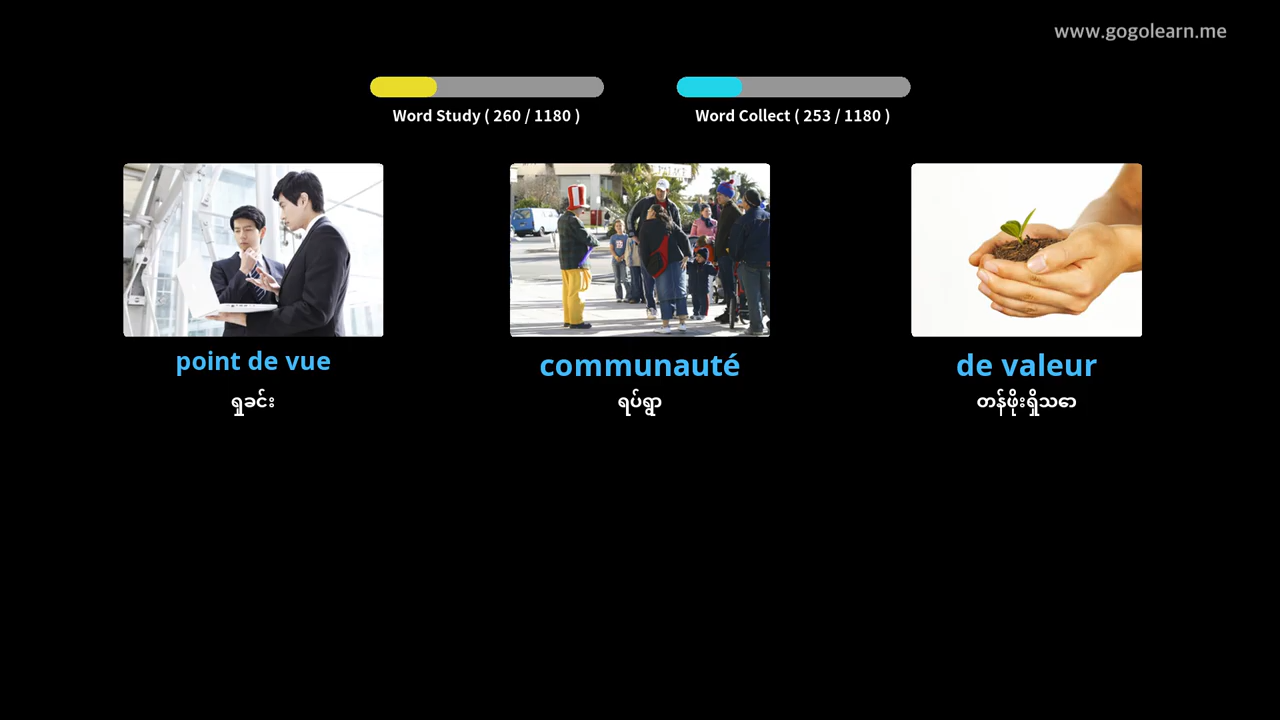 www.gogolearn.me
Word Study ( 260 / 1180 )
Word Collect ( 253 / 1180 )
point de vue
ရှုခင်း
communauté
ရပ်ရွာ
de valeur
တန်ဖိုးရှိသော